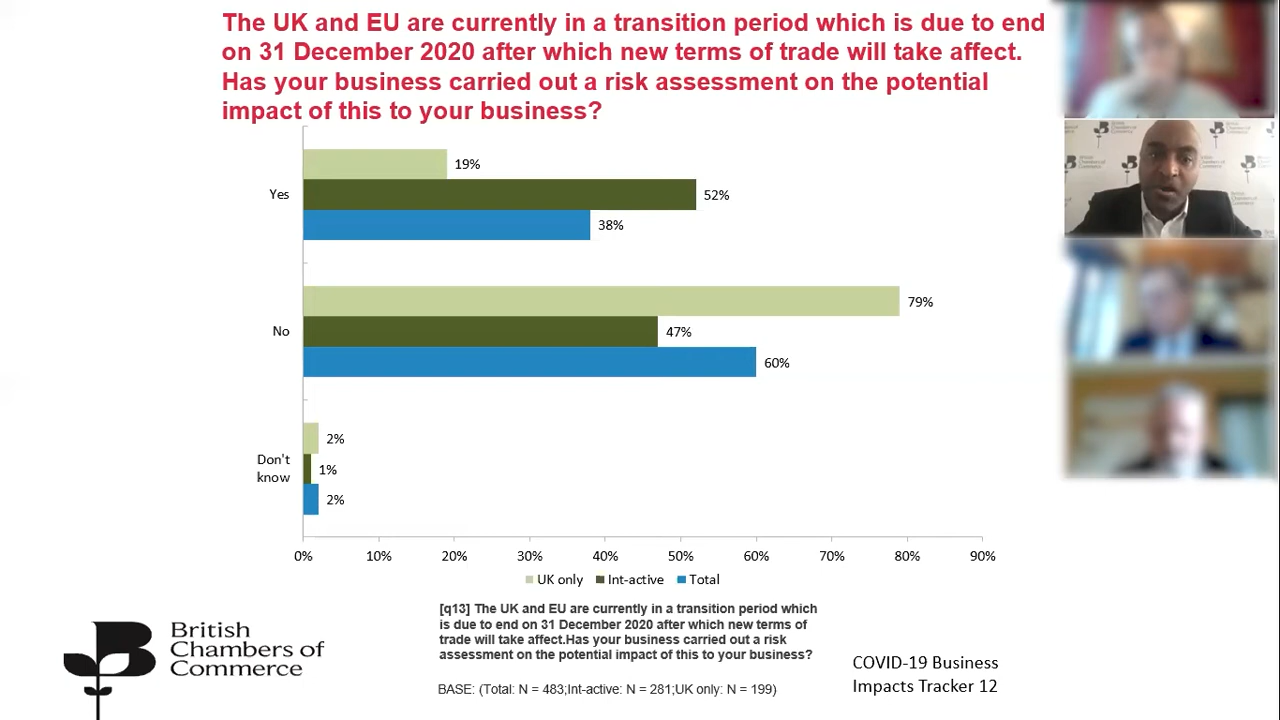 The UK and EU are currently in a transition period which is due to end
on 31 December 2020 after which new terms of trade will take affect.
Has your business carried out a risk assessment on the potential
impact of this to your business?
Yes
19%
52%
38%
No
79%
47%
60%
Don't
know
2%
1%
2%
0% 10% 20% 30% 40% 50% 60% 70% 80% 90%
UK only Int-active Total
[q13] The UK and EU are currently in a transition period which
is due to end on 31 December 2020 after which new terms of
trade will take affect.Has your business carried out a risk
assessment on the potential impact of this to your business?
BASE: (Total: N = 483;Int-active: N = 281;UK only: N = 199)
British
Chambers of
Commerce
COVID-19 Business
Impacts Tracker 12